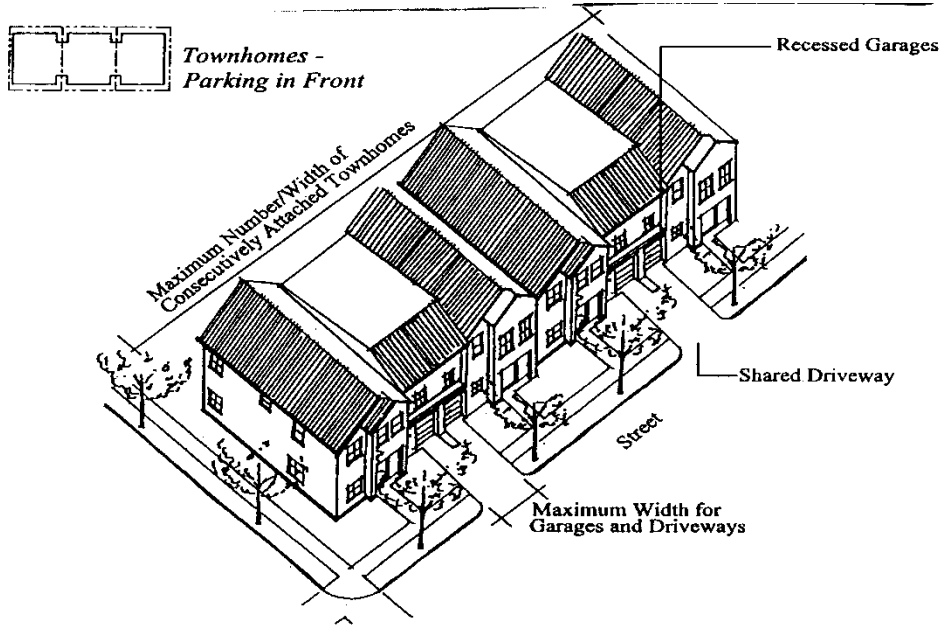 Townhomes -
Parking in Front
Recessed Garages
Maximum Number/Width of
Consecutively Attached Townhomes
Shared Driveway
Street
Maximum Width for
Garages and Driveways